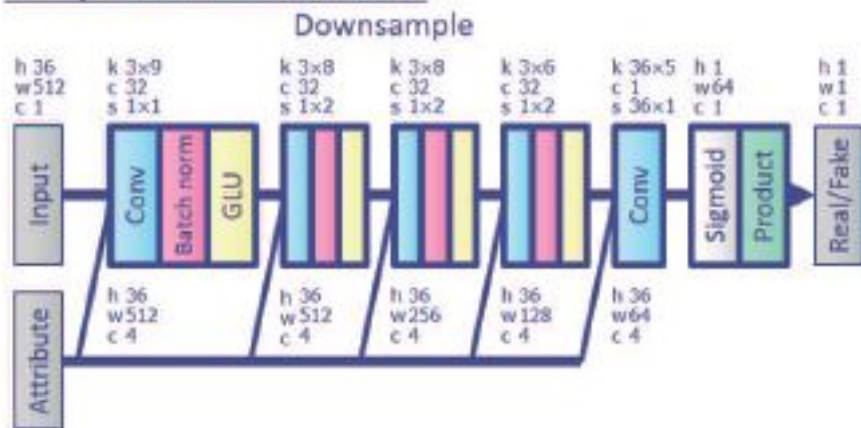 Downsample
h 36
w 512
c 1
k 3×9
c 32
s 1×1
k 3×8
c 32
s 1×2
k 3×8
c 32
s 1×2
k 3×6
c 32
s 1×2
k 36×5
c 1
s 36×1
h 1
w64
c 1
h 1
w1
c 1
Input
Conv
Batch norm
GLU
Conv
Sigmoid
Product
Real/Fake
h 36
w512
c 4
h 36
w512
c 4
h 36
w256
c 4
h 36
w128
c 4
h 36
w64
c 4
Attribute